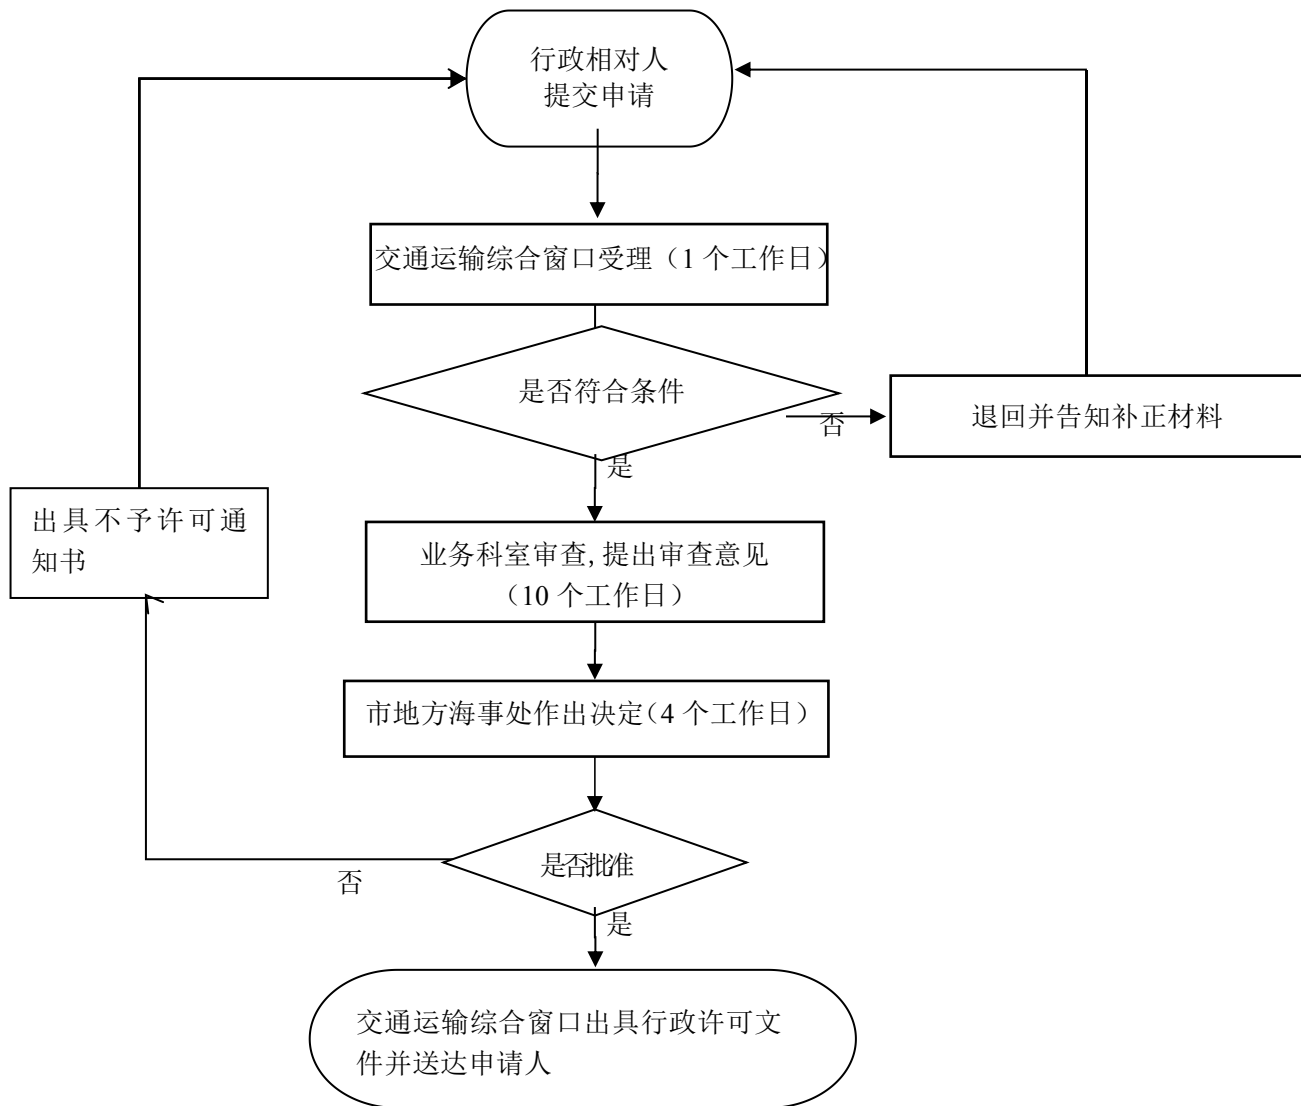 行政相对人
提交申请
交通运输综合窗口受理（1 个工作日）
是否符合条件
否
退回并告知补正材料
是
出具不予许可通
知书
业务科室审查,提出审查意见
（10 个工作日）
市地方海事处作出决定（4 个工作日）
是否批准
否
是
交通运输综合窗口出具行政许可文
件并送达申请人